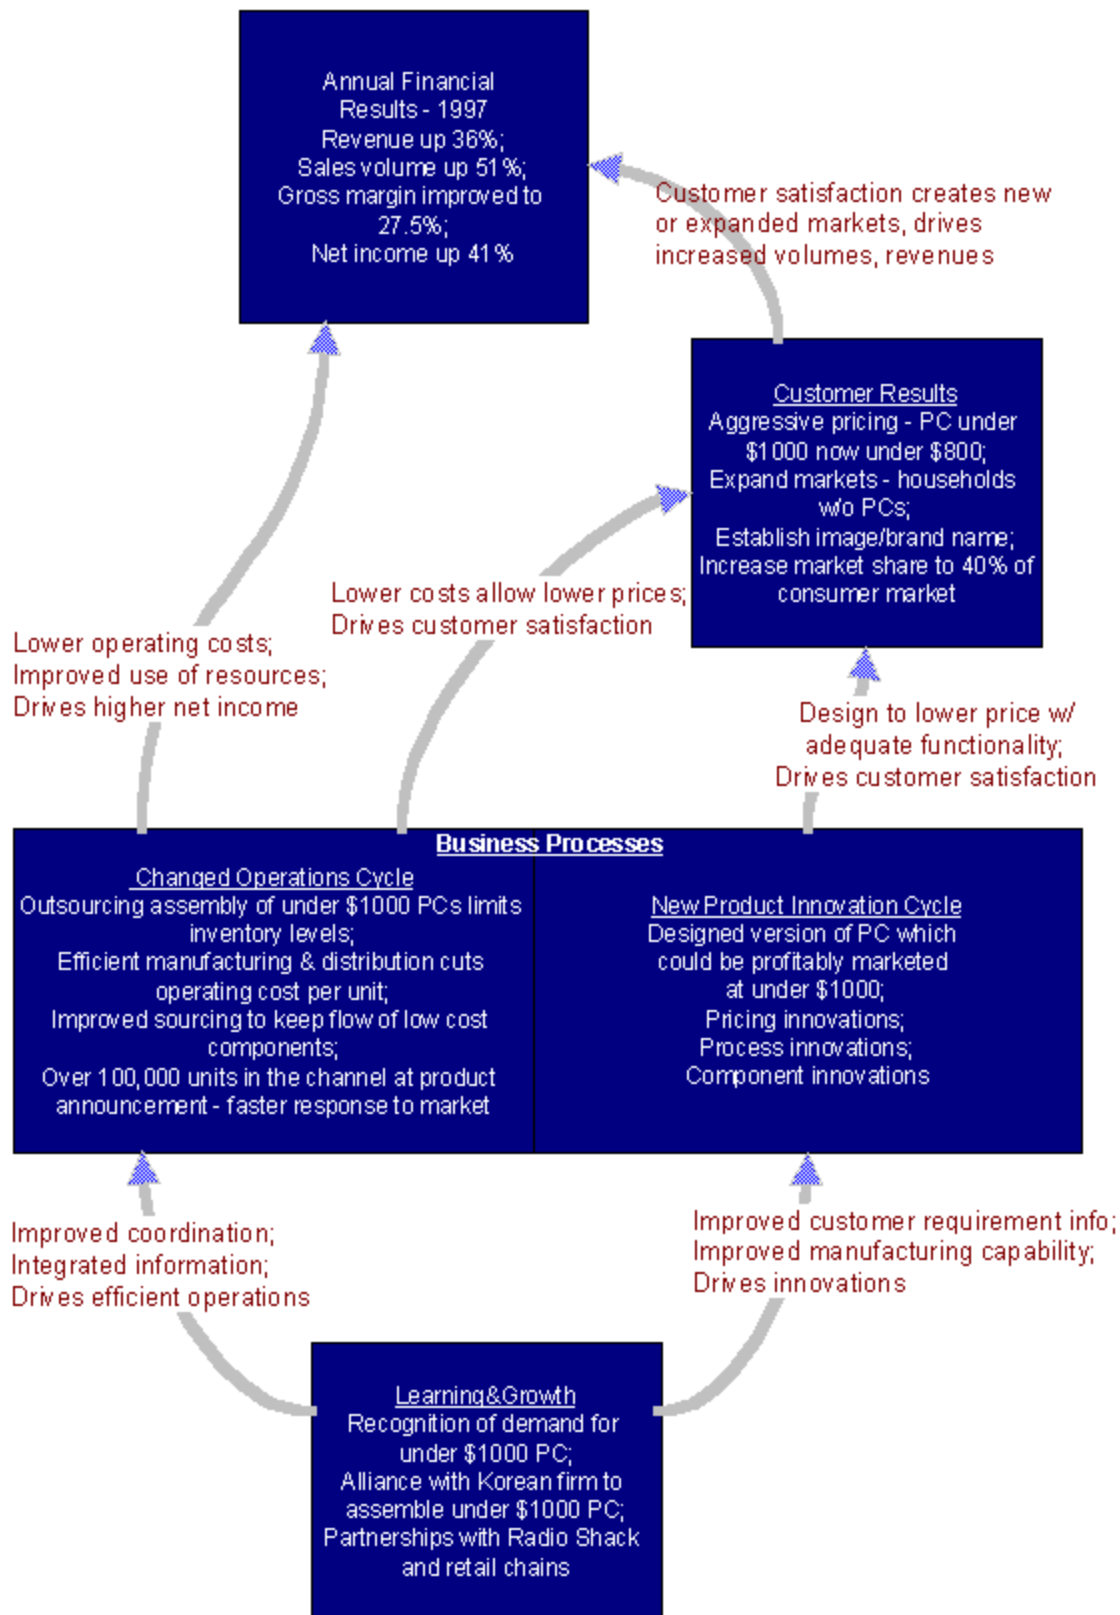 Annual Financial
Results - 1997
Revenue up 36%;
Sales volume up 51%;
Gross margin improved to
27.5%;
Net income up 41%
Customer satisfaction creates new
or expanded markets, drives
increased volumes, revenues
Customer Results
Aggressive pricing - PC under
$1000 now under $800;
Expand markets - households
w/o PCs;
Establish image/brand name;
Increase market share to 40% of
consumer market
Lower costs allow lower prices;
Drives customer satisfaction
Lower operating costs;
Improved use of resources;
Drives higher net income
Design to lower price w/
adequate functionality;
Drives customer satisfaction
Business Processes
Changed Operations Cycle
Outsourcing assembly of under $1000 PCs limits
inventory levels;
Efficient manufacturing & distribution cuts
operating cost per unit;
Improved sourcing to keep flow of low cost
components;
Over 100,000 units in the channel at product
announcement - faster response to market
New Product Innovation Cycle
Designed version of PC which
could be profitably marketed
at under $1000;
Pricing innovations;
Process innovations;
Component innovations
Improved coordination;
Integrated information;
Drives efficient operations
Improved customer requirement info;
Improved manufacturing capability;
Drives innovations
Learning&Growth
Recognition of demand for
under $1000 PC;
Alliance with Korean firm to
assemble under $1000 PC;
Partnerships with Radio Shack
and retail chains